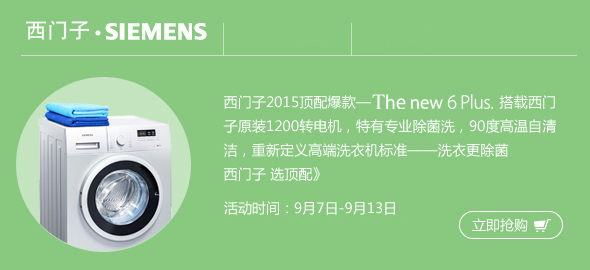 西门子·SIEMENS
西门子2015顶配爆款—The new 6 Plus. 搭载西门
子原装1200转电机，特有专业除菌洗，90度高温自清
洁，重新定义高端洗衣机标准——洗衣更除菌
西门子 选顶配》
活动时间：9月7日-9月13日
立即抢购